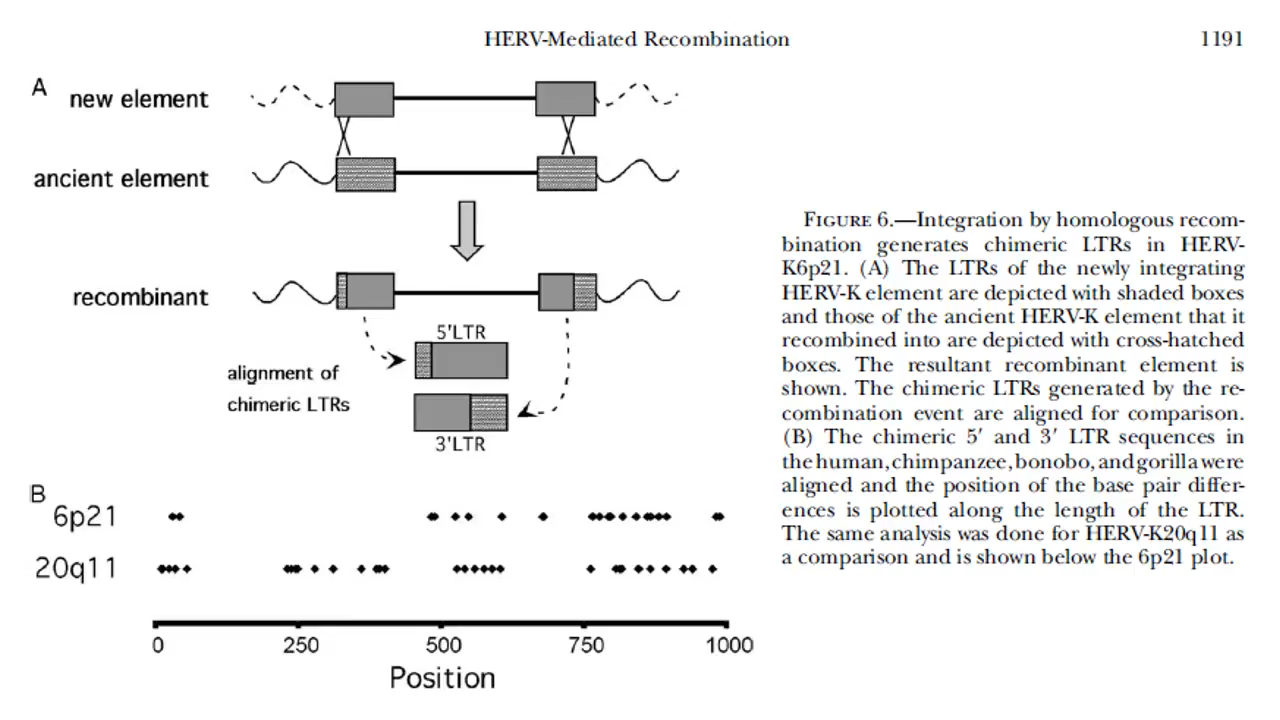 HERV-Mediated Recombination 1191
A
new element
ancient element
recombinant
5'LTR
alignment of
chimeric LTRs
3'LTR
B
6p21
20q11
0 250 500 750 1000
Position
FIGURE 6.—Integration by homologous recom-
bination generates chimeric LTRs in HERV-
K6p21. (A) The LTRs of the newly integrating
HERV-K element are depicted with shaded boxes
and those of the ancient HERV-K element that it
recombined into are depicted with cross-hatched
boxes. The resultant recombinant element is
shown. The chimeric LTRs generated by the re-
combination event are aligned for comparison.
(B) The chimeric 5′ and 3′ LTR sequences in
the human, chimpanzee, bonobo, and gorilla were
aligned and the position of the base pair differ-
ences is plotted along the length of the LTR.
The same analysis was done for HERV-K20q11 as
a comparison and is shown below the 6p21 plot.